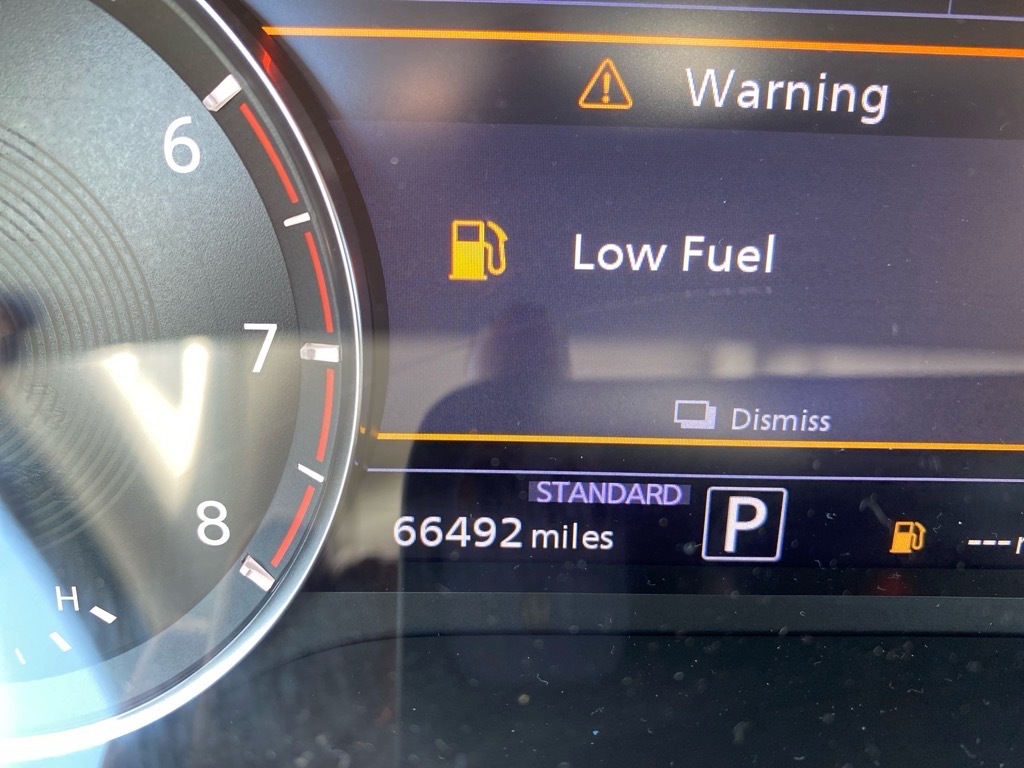 Warning
6
Low Fuel
7
Dismiss
STANDARD
8
66492 miles
P
---
H